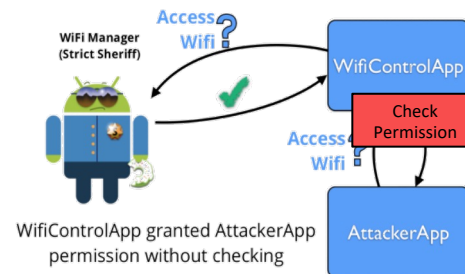 Access
Wifi ?
WiFi Manager
(Strict Sheriff)
WifiControlApp
Check
Permission
Access
Wifi ?
WifiControlApp granted AttackerApp
permission without checking
AttackerApp